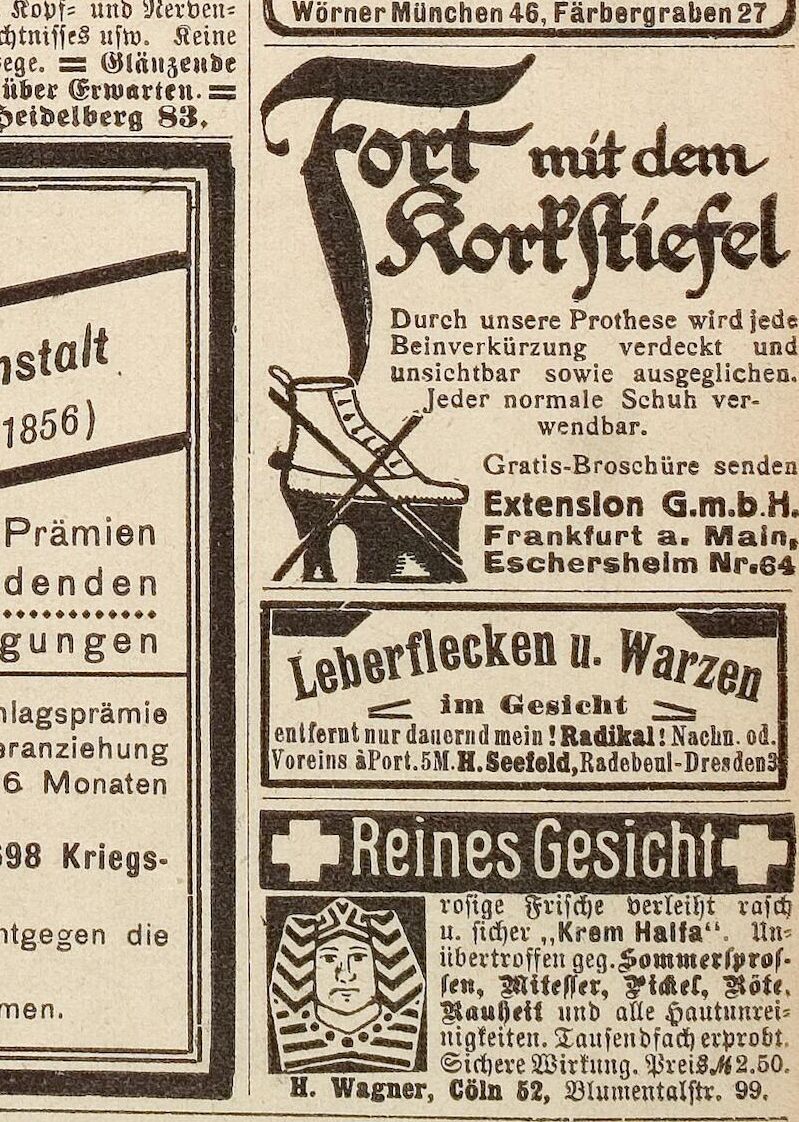 Kopf= und Nerven=
chtnisses usw. Keine
ege. = Glänzende
über Erwarten. =
Heidelberg 83.
nstalt
1856)
Prämien
denden
gungen
hlagsprämie
eranziehung
6 Monaten
698 Kriegs-
ntgegen die
men.
Wörner München 46, Färbergraben 27
Fort mit dem
Korkstiefel
Durch unsere Prothese wird jede
Beinverkürzung verdeckt und
unsichtbar sowie ausgeglichen.
Jeder normale Schuh ver-
wendbar.
Gratis-Broschüre senden
Extension G.m.b.H.
Frankfurt a. Main,
Eschersheim Nr. 64
Leberflecken u. Warzen
im Gesicht
entfernt nur dauernd mein! Radikal! Nachn. od.
Voreins à Port. 5M. H. Seefeld, Radebeul-Dresden 3
Reines Gesicht
rosige Frische verleiht rasch
u. sicher „Krem Halfa“. Un=
übertroffen geg. Sommerspros-
sen, Mitesser, Pickel, Röte,
Rauheit und alle Hautunrei=
nigkeiten. Tausendfach erprobt.
Sichere Wirkung. Preis ℳ 2.50.
H. Wagner, Cöln 52, Blumentalstr. 99.